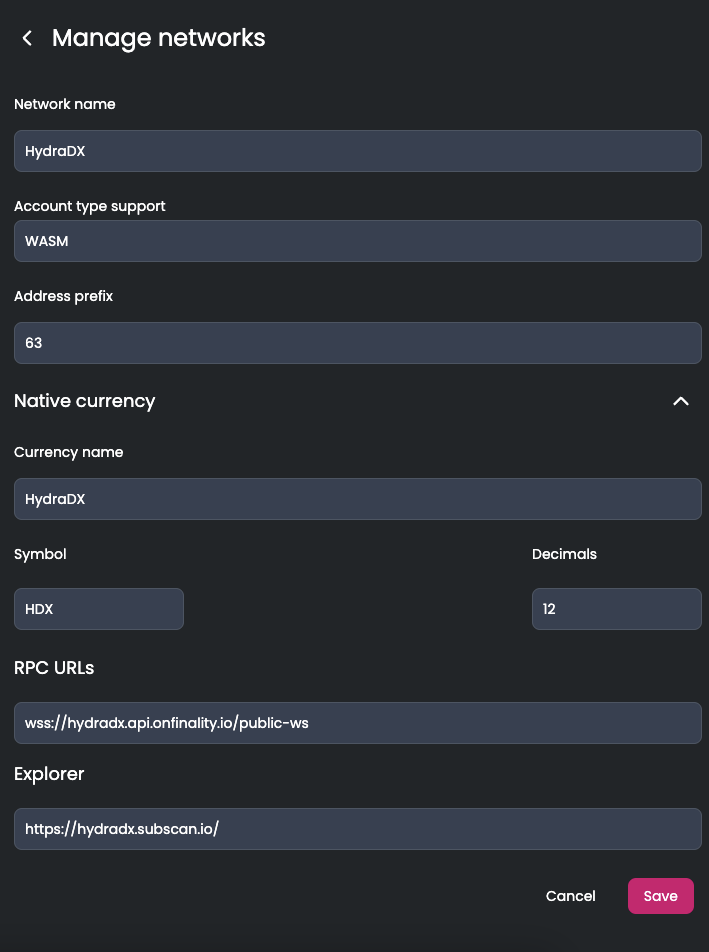 Manage networks
Network name
HydraDX
Account type support
WASM
Address prefix
63
Native currency
Currency name
HydraDX
Symbol Decimals
HDX 12
RPC URLs
wss://hydradx.api.onfinality.io/public-ws
Explorer
https://hydradx.subscan.io/
Cancel Save